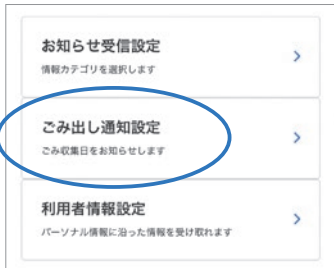 お知らせ受信設定
情報カテゴリを選択します
ごみ出し通知設定
ごみ収集日をお知らせします
利用者情報設定
パーソナル情報に沿った情報を受け取れます